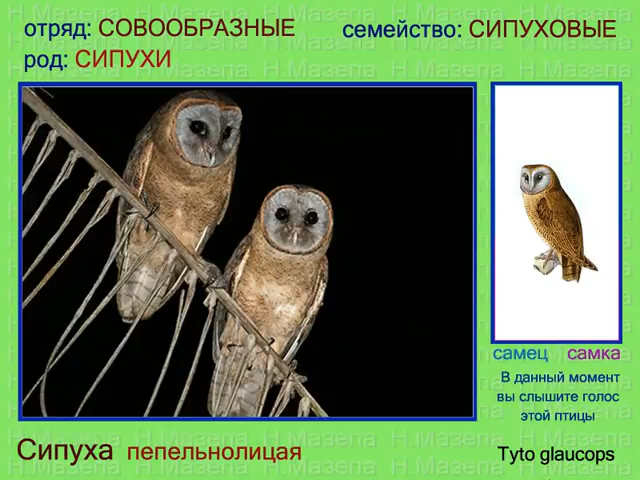 отряд: СОВООБРАЗНЫЕ семейство: СИПУХОВЫЕ
род: СИПУХИ
самец самка
В данный момент
вы слышите голос
этой птицы
Сипуха пепельнолицая Tyto glaucops